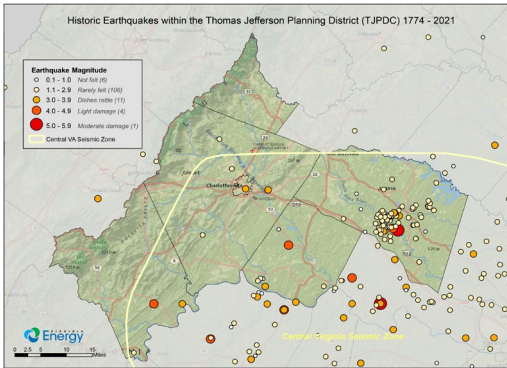 Historic Earthquakes within the Thomas Jefferson Planning District (TJPDC) 1774 - 2021
Earthquake Magnitude
0.1 - 1.0 Not felt (6)
1.1 - 2.9 Rarely felt (106)
3.0 - 3.9 Dishes rattle (11)
4.0 - 4.9 Light damage (4)
5.0 - 5.9 Moderate damage (1)
Central VA Seismic Zone
Charlottesville
Central Virginia Seismic Zone
Energy
0 2.5 5 10 15
Miles